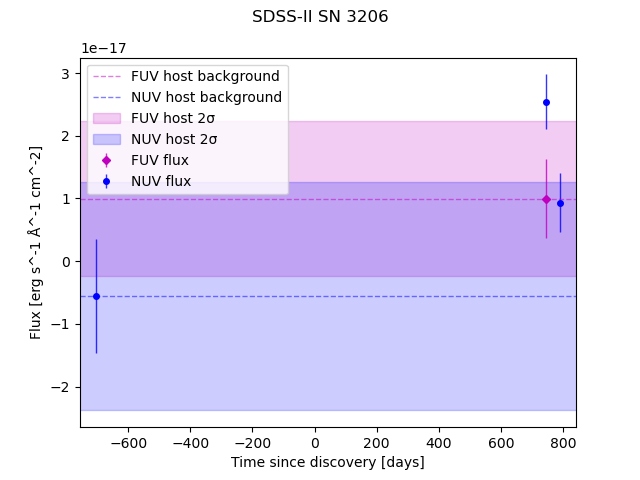 SDSS-II SN 3206
1e−17
FUV host background
NUV host background
FUV host 2σ
NUV host 2σ
FUV flux
NUV flux
3
2
1
0
−1
−2
Flux [erg s^-1 Å^-1 cm^-2]
−600
−400
−200
0
200
400
600
800
Time since discovery [days]